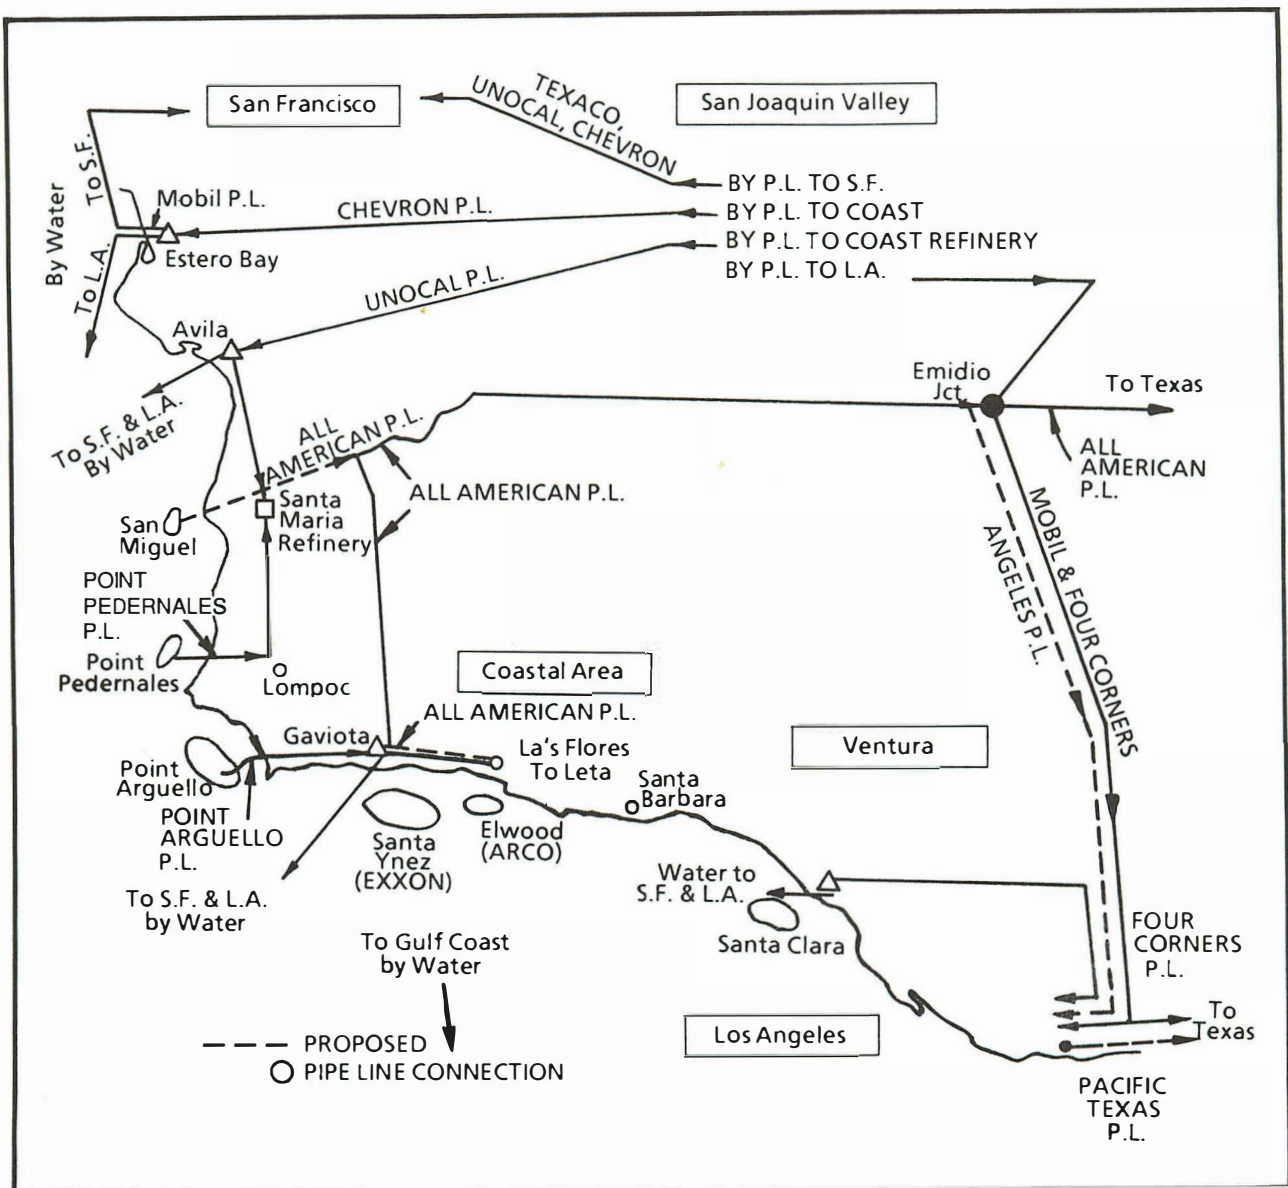 San Francisco
TEXACO,
UNOCAL, CHEVRON
San Joaquin Valley
BY P.L. TO S.F.
BY P.L. TO COAST
BY P.L. TO COAST REFINERY
BY P.L. TO L.A.
By Water
To S.F.
To L.A.
Mobil P.L.
CHEVRON P.L.
Estero Bay
UNOCAL P.L.
Avila
To S.F. & L.A.
By Water
Emidio
Jct.
To Texas
ALL
AMERICAN P.L.
ALL
AMERICAN
P.L.
ALL AMERICAN P.L.
San
Miguel
Santa
Maria
Refinery
MOBIL & FOUR CORNERS
ANGELES P.L.
POINT
PEDERNALES
P.L.
Point
Pedernales
Lompoc
Coastal Area
ALL AMERICAN P.L.
Gaviota
La's Flores
To Leta
Ventura
Point
Arguello
POINT
ARGUELLO
P.L.
Santa
Barbara
Santa
Ynez
(EXXON)
Elwood
(ARCO)
Water to
S.F. & L.A.
Santa Clara
To S.F. & L.A.
by Water
To Gulf Coast
by Water
FOUR
CORNERS
P.L.
To
Texas
Los Angeles
PROPOSED
PIPE LINE CONNECTION
PACIFIC
TEXAS
P.L.